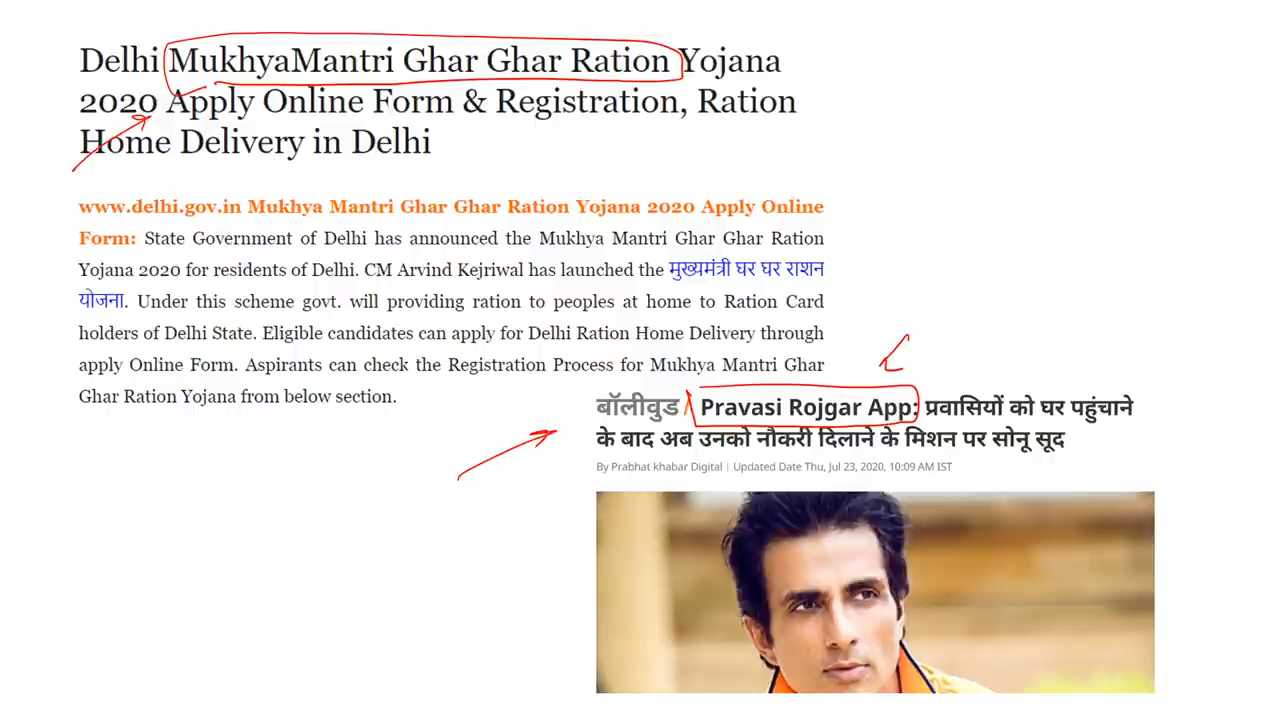 Delhi MukhyaMantri Ghar Ghar Ration Yojana
2020 Apply Online Form & Registration, Ration
Home Delivery in Delhi
www.delhi.gov.in Mukhya Mantri Ghar Ghar Ration Yojana 2020 Apply Online
Form: State Government of Delhi has announced the Mukhya Mantri Ghar Ghar Ration
Yojana 2020 for residents of Delhi. CM Arvind Kejriwal has launched the मुख्यमंत्री घर घर राशन
योजना. Under this scheme govt. will providing ration to peoples at home to Ration Card
holders of Delhi State. Eligible candidates can apply for Delhi Ration Home Delivery through
apply Online Form. Aspirants can check the Registration Process for Mukhya Mantri Ghar
Ghar Ration Yojana from below section.
बॉलीवुड / Pravasi Rojgar App: प्रवासियों को घर पहुंचाने
के बाद अब उनको नौकरी दिलाने के मिशन पर सोनू सूद
By Prabhat khabar Digital | Updated Date Thu, Jul 23, 2020, 10:09 AM IST